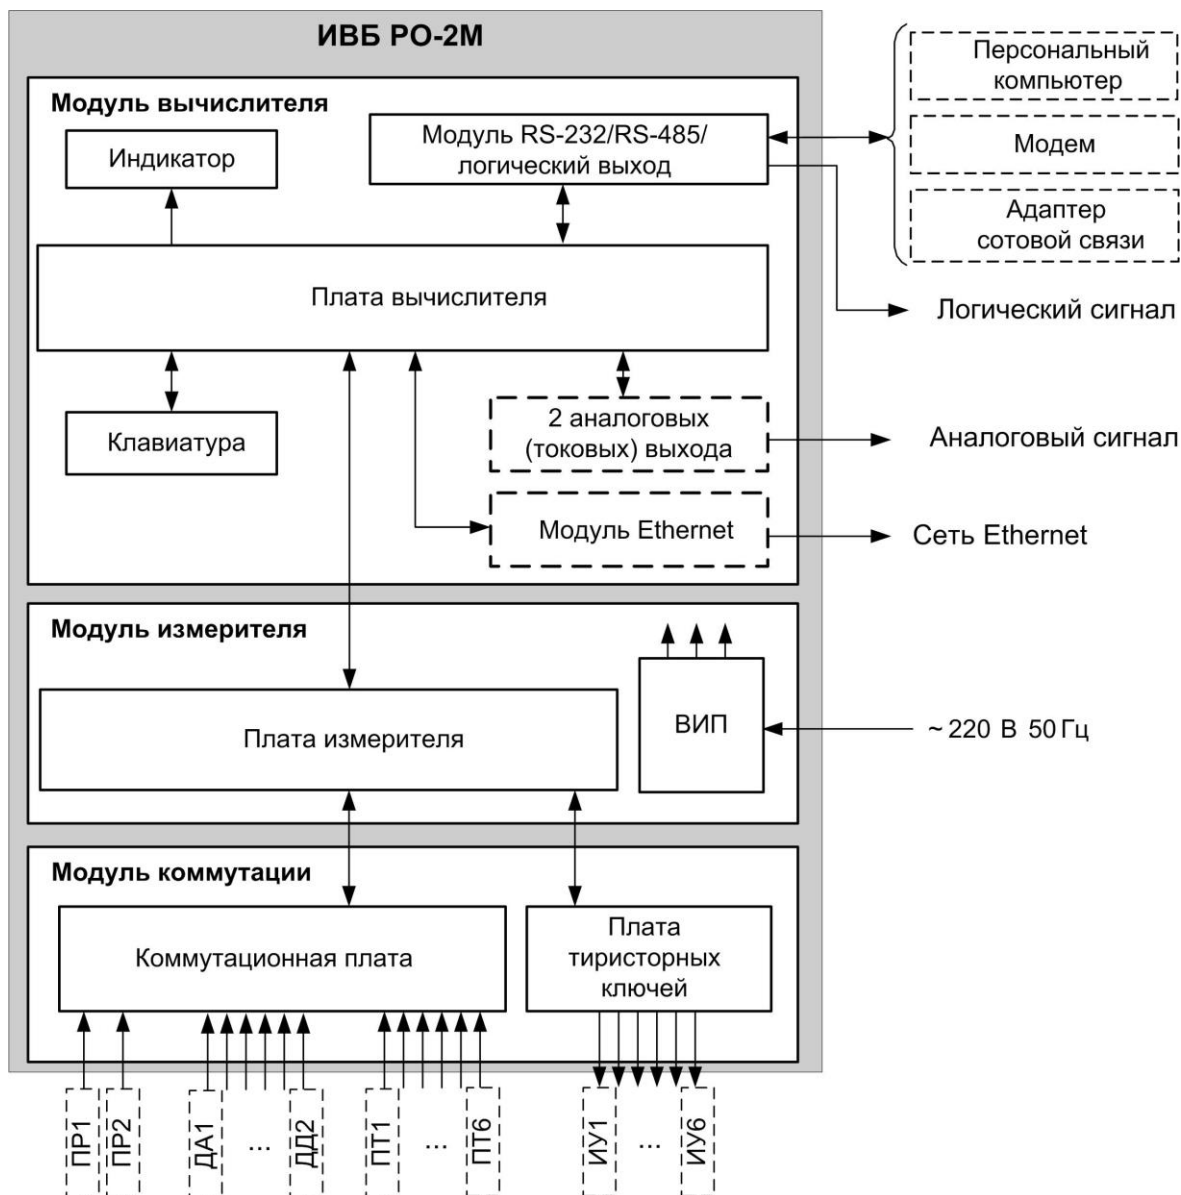 ИВБ РО-2М
Модуль вычислителя
Индикатор
Модуль RS-232/RS-485/
логический выход
Персональный
компьютер
Модем
Адаптер
сотовой связи
Плата вычислителя
Логический сигнал
Клавиатура
2 аналоговых
(токовых) выхода
Аналоговый сигнал
Модуль Ethernet
Сеть Ethernet
Модуль измерителя
Плата измерителя
ВИП
~ 220 В 50 Гц
Модуль коммутации
Коммутационная плата
Плата
тиристорных
ключей
ПР1
ПР2
ДА1
...
ДД2
ПТ1
...
ПТ6
ИУ1
...
ИУ6